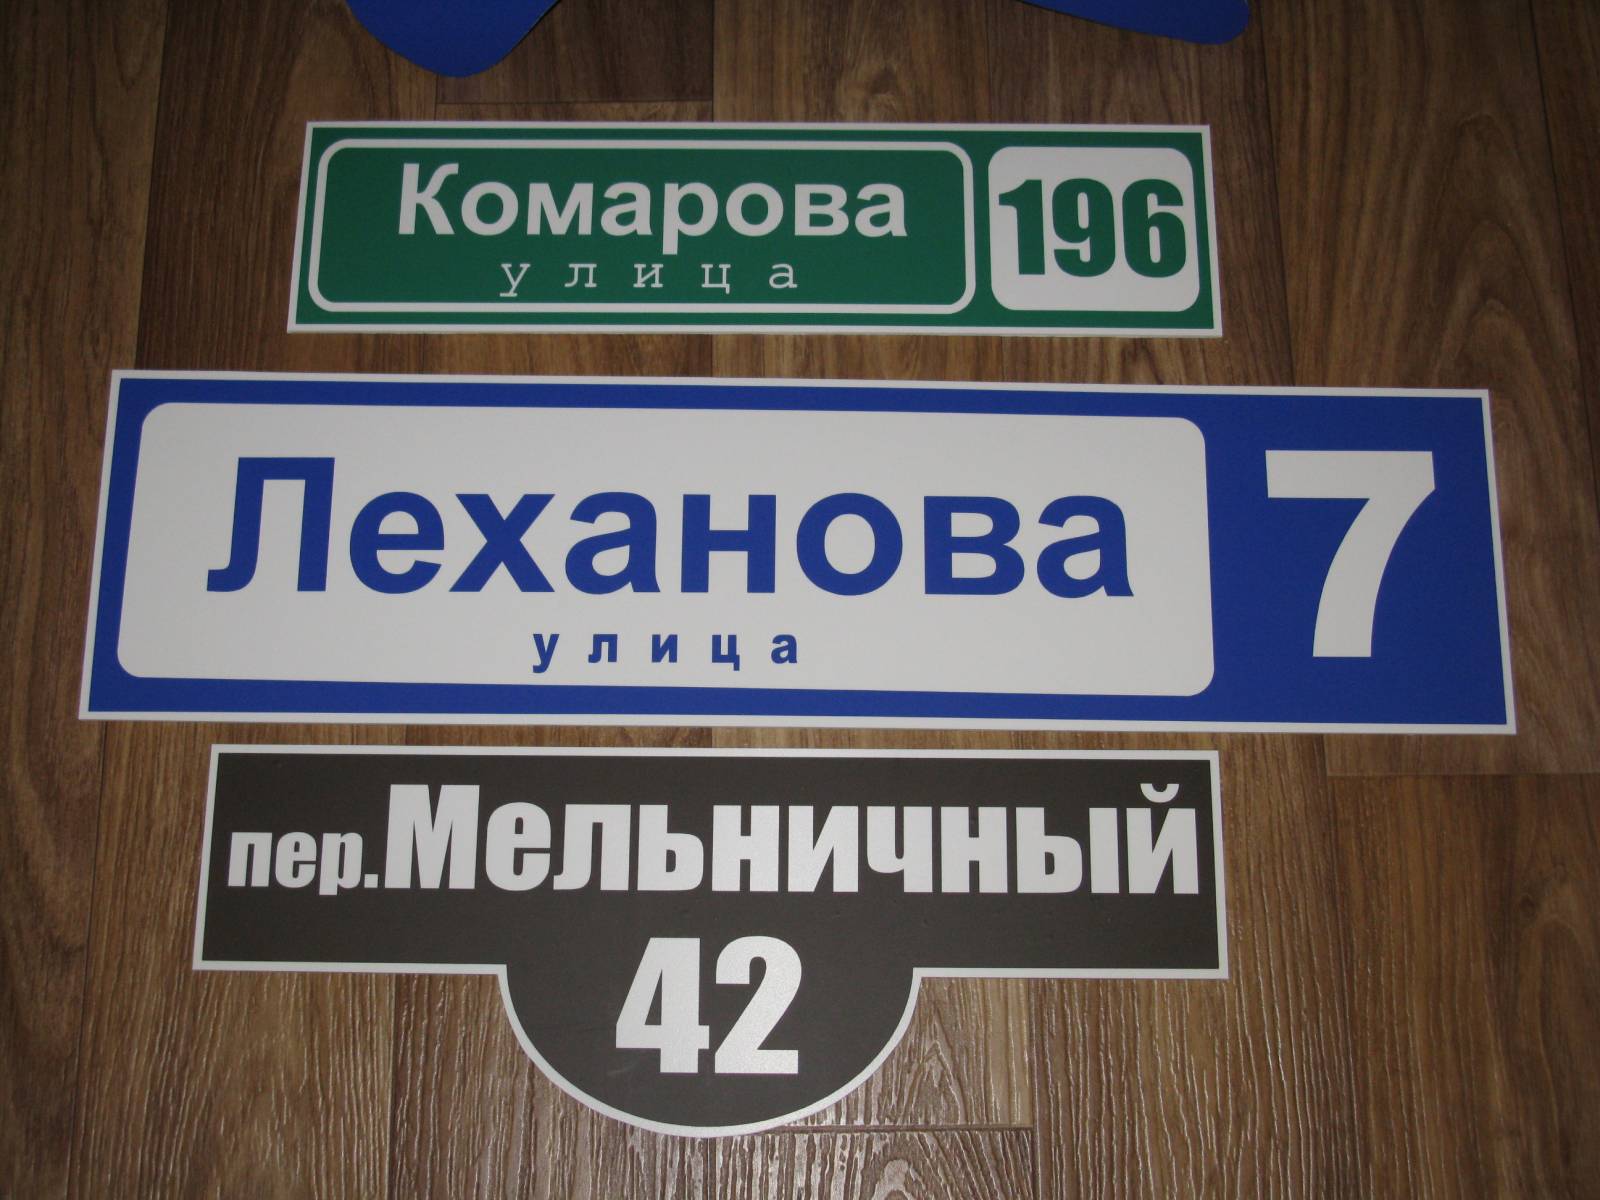 Комарова
улица
196
Леханова
улица
7
пер.Мельничный
42